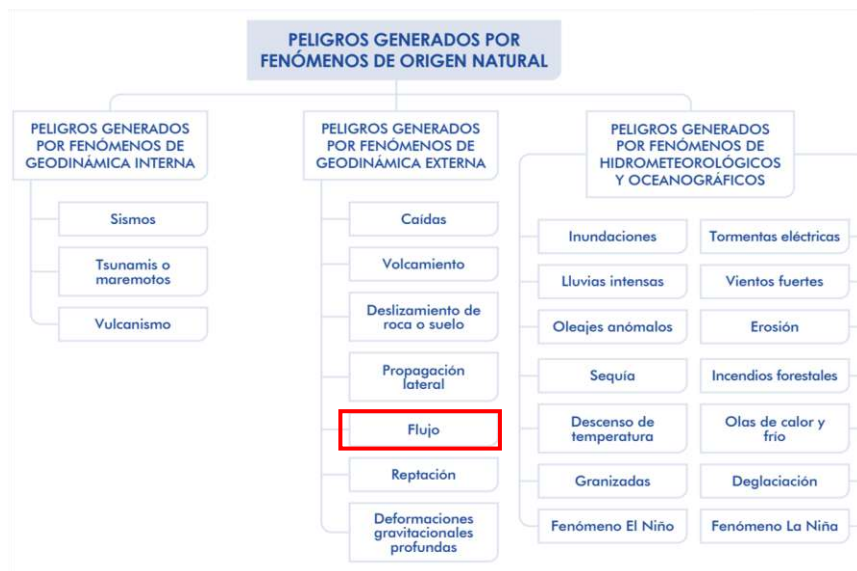 PELIGROS GENERADOS POR
FENÓMENOS DE ORIGEN NATURAL
PELIGROS GENERADOS
POR FENÓMENOS DE
GEODINÁMICA INTERNA
Sismos
Tsunamis o
maremotos
Vulcanismo
PELIGROS GENERADOS
POR FENÓMENOS DE
GEODINÁMICA EXTERNA
Caídas
Volcamiento
Deslizamiento de
roca o suelo
Propagación
lateral
Flujo
Reptación
Deformaciones
gravitacionales
profundas
PELIGROS GENERADOS
POR FENÓMENOS DE
HIDROMETEOROLÓGICOS
Y OCEANOGRÁFICOS
Inundaciones
Lluvias intensas
Oleajes anómalos
Sequía
Descenso de
temperatura
Granizadas
Fenómeno El Niño
Tormentas eléctricas
Vientos fuertes
Erosión
Incendios forestales
Olas de calor y
frío
Deglaciación
Fenómeno La Niña